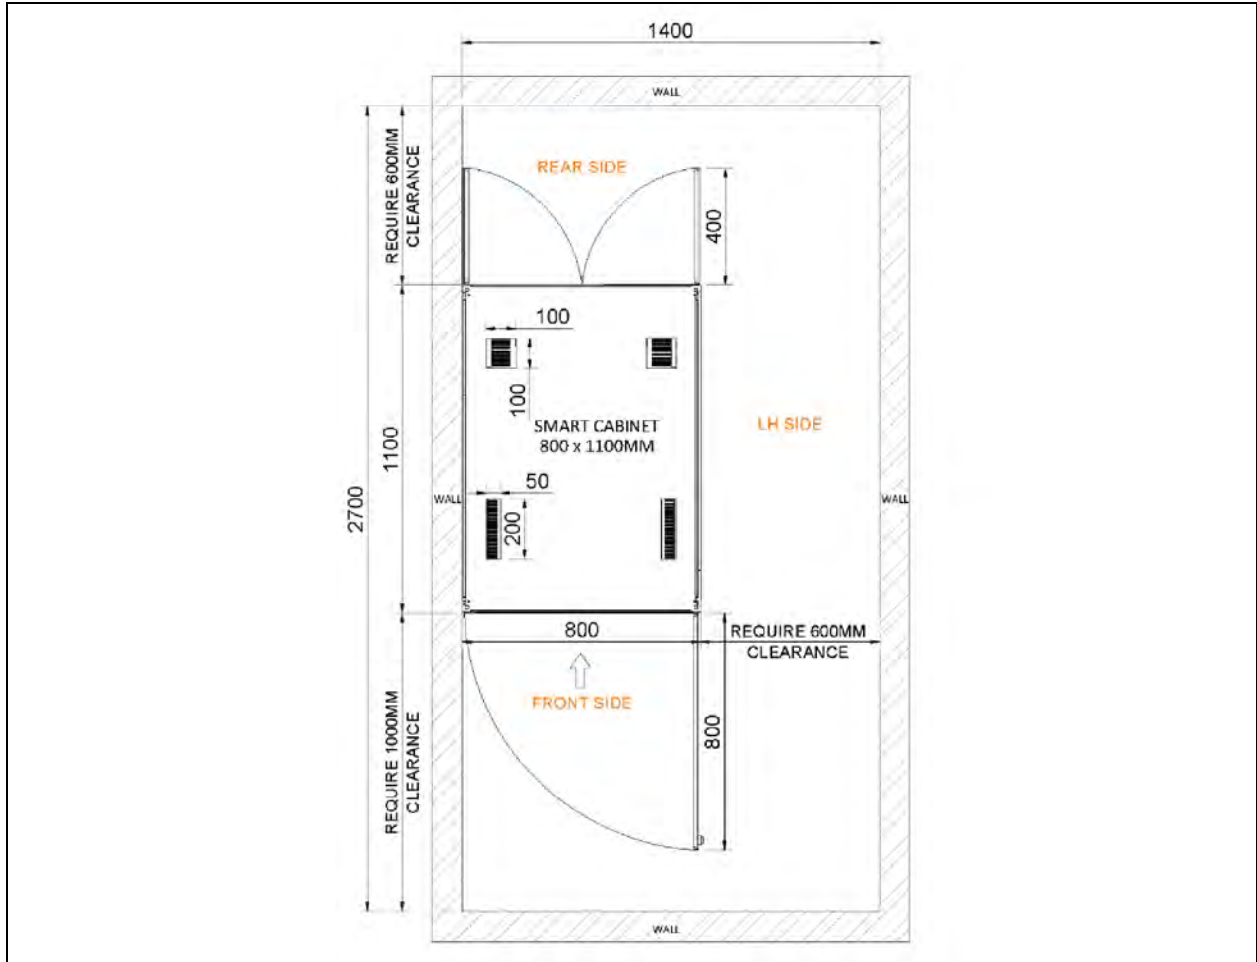 1400
WALL
REQUIRE 600MM
CLEARANCE
REAR SIDE
400
100
100
SMART CABINET
800 x 1100MM
LH SIDE
1100
2700
WALL
50
200
WALL
800
REQUIRE 600MM
CLEARANCE
FRONT SIDE
800
REQUIRE 1000MM
CLEARANCE
WALL